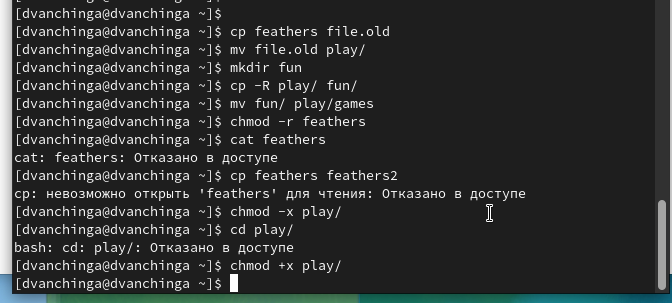 [dvanchinga@dvanchinga ~]$
[dvanchinga@dvanchinga ~]$ cp feathers file.old
[dvanchinga@dvanchinga ~]$ mv file.old play/
[dvanchinga@dvanchinga ~]$ mkdir fun
[dvanchinga@dvanchinga ~]$ cp -R play/ fun/
[dvanchinga@dvanchinga ~]$ mv fun/ play/games
[dvanchinga@dvanchinga ~]$ chmod -r feathers
[dvanchinga@dvanchinga ~]$ cat feathers
cat: feathers: Отказано в доступе
[dvanchinga@dvanchinga ~]$ cp feathers feathers2
cp: невозможно открыть 'feathers' для чтения: Отказано в доступе
[dvanchinga@dvanchinga ~]$ chmod -x play/
[dvanchinga@dvanchinga ~]$ cd play/
bash: cd: play/: Отказано в доступе
[dvanchinga@dvanchinga ~]$ chmod +x play/
[dvanchinga@dvanchinga ~]$